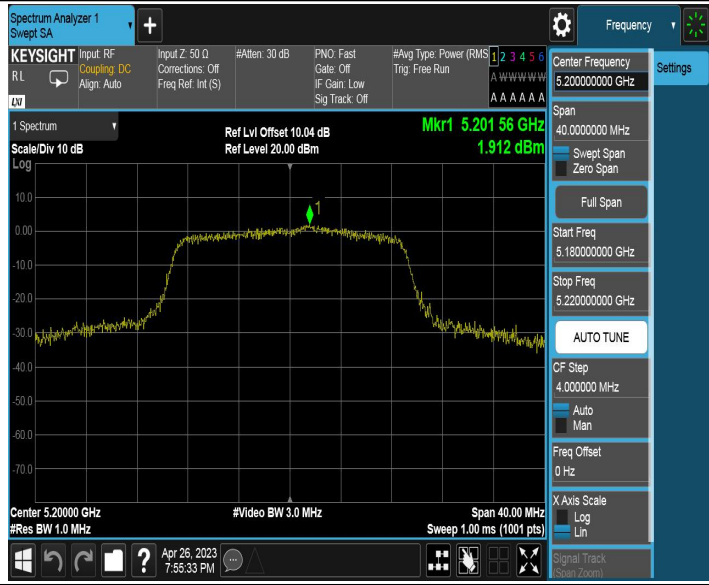 Spectrum Analyzer 1
Swept SA
+
Frequency
KEYSIGHT
RL
LXI
Input: RF
Coupling: DC
Align: Auto
Input Z: 50 Ω
Corrections: Off
Freq Ref: Int (S)
#Atten: 30 dB
PNO: Fast
Gate: Off
IF Gain: Low
Sig Track: Off
#Avg Type: Power (RMS
Trig: Free Run
1 2 3 4 5 6
A W W W W W
A A A A A A
Center Frequency
5.200000000 GHz
Settings
Span
40.0000000 MHz
Swept Span
Zero Span
Full Span
Start Freq
5.180000000 GHz
Stop Freq
5.220000000 GHz
AUTO TUNE
CF Step
4.000000 MHz
Auto
Man
Freq Offset
0 Hz
X Axis Scale
Log
Lin
Signal Track
(Span Zoom)
1 Spectrum
Scale/Div 10 dB
Log
Ref Lvl Offset 10.04 dB
Ref Level 20.00 dBm
Mkr1 5.201 56 GHz
1.912 dBm
1
10.0
0.00
-10.0
-20.0
-30.0
-40.0
-50.0
-60.0
-70.0
Center 5.20000 GHz
#Res BW 1.0 MHz
#Video BW 3.0 MHz
Span 40.00 MHz
Sweep 1.00 ms (1001 pts)
?
Apr 26, 2023
7:55:33 PM